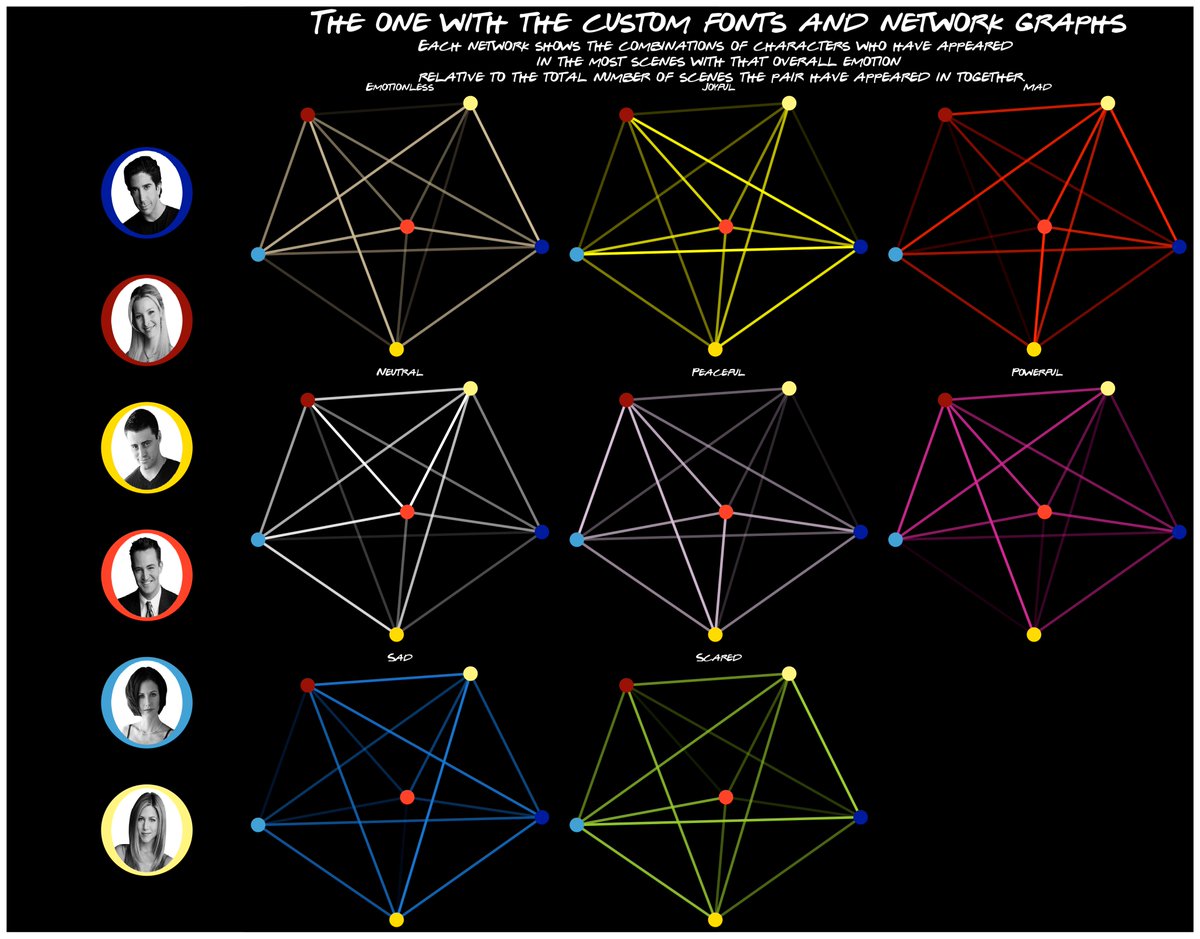 The one with the custom fonts and network graphs
Each network shows the combinations of characters who have appeared
in the most scenes with that overall emotion
relative to the total number of scenes the pair have appeared in together
Emotionless
Joyful
Mad
Neutral
Peaceful
Powerful
Sad
Scared